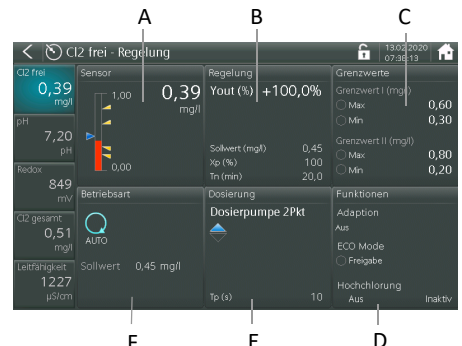 A
B
C
Cl2 frei - Regelung
13.02.2020
07:38:13
Cl2 frei
0,39
mg/l
pH
7,20
pH
Redox
849
mV
Cl2 gesamt
0,51
mg/l
Leitfähigkeit
1227
µS/cm
Sensor
1,00
0,39
mg/l
0,00
Regelung
Yout (%) +100,0%
Sollwert (mg/l) 0,45
Xp (%) 100
Tn (min) 20,0
Grenzwerte
Grenzwert I (mg/l)
Max 0,60
Min 0,30
Grenzwert II (mg/l)
Max 0,80
Min 0,20
Betriebsart
AUTO
Sollwert 0,45 mg/l
Dosierung
Dosierpumpe 2Pkt
Tp (s) 10
Funktionen
Adaption
Aus
ECO Mode
Freigabe
Hochchlorung
Aus Inaktiv
D